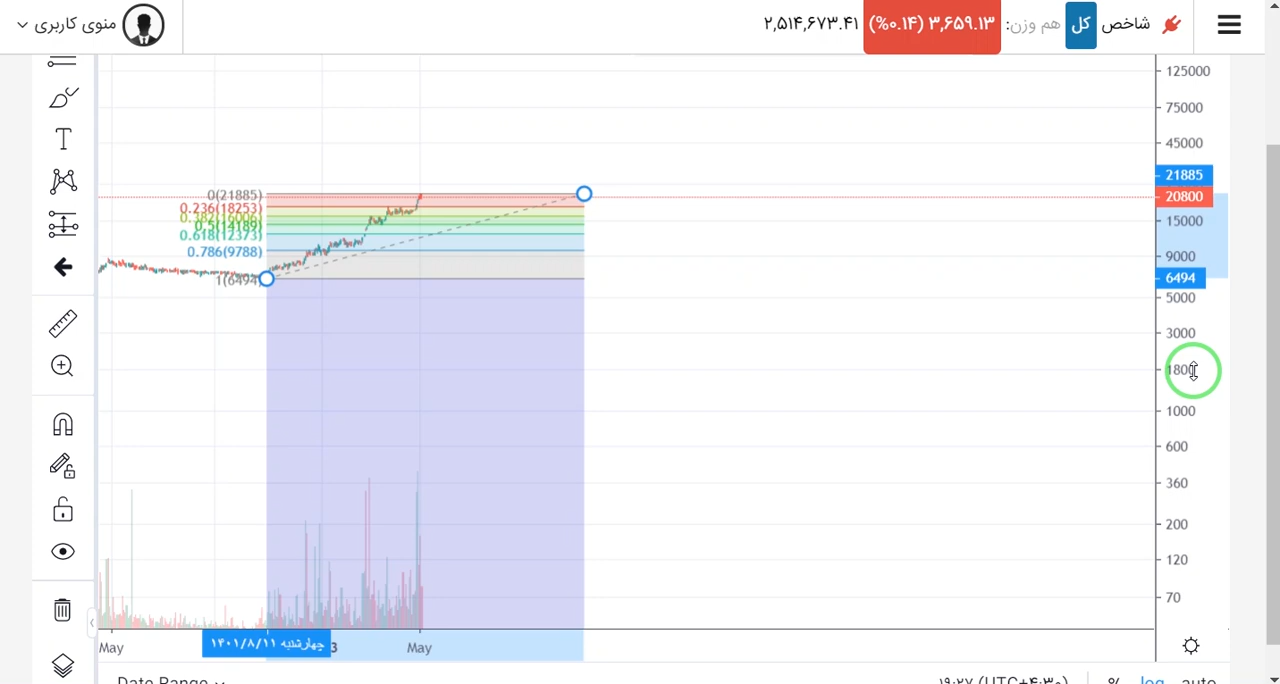 شاخص کل هم وزن: ۳,۶۵۹.۱۳ (۰.۱۴%) ۲,۵۱۴,۶۷۳.۴۱
منوی کاربری
125000
75000
45000
21885
20800
15000
9000
6494
5000
3000
1800
1000
600
360
200
120
70
0(21885)
0.236(18253)
0.382(16006)
0.5(14189)
0.618(12373)
0.786(9788)
1(6494)
May
چهارشنبه ۱۴۰۱/۸/۱۱
3
May
Date Range
۱۹:۲۷ (UTC+۴:۳۰)
%
log
auto